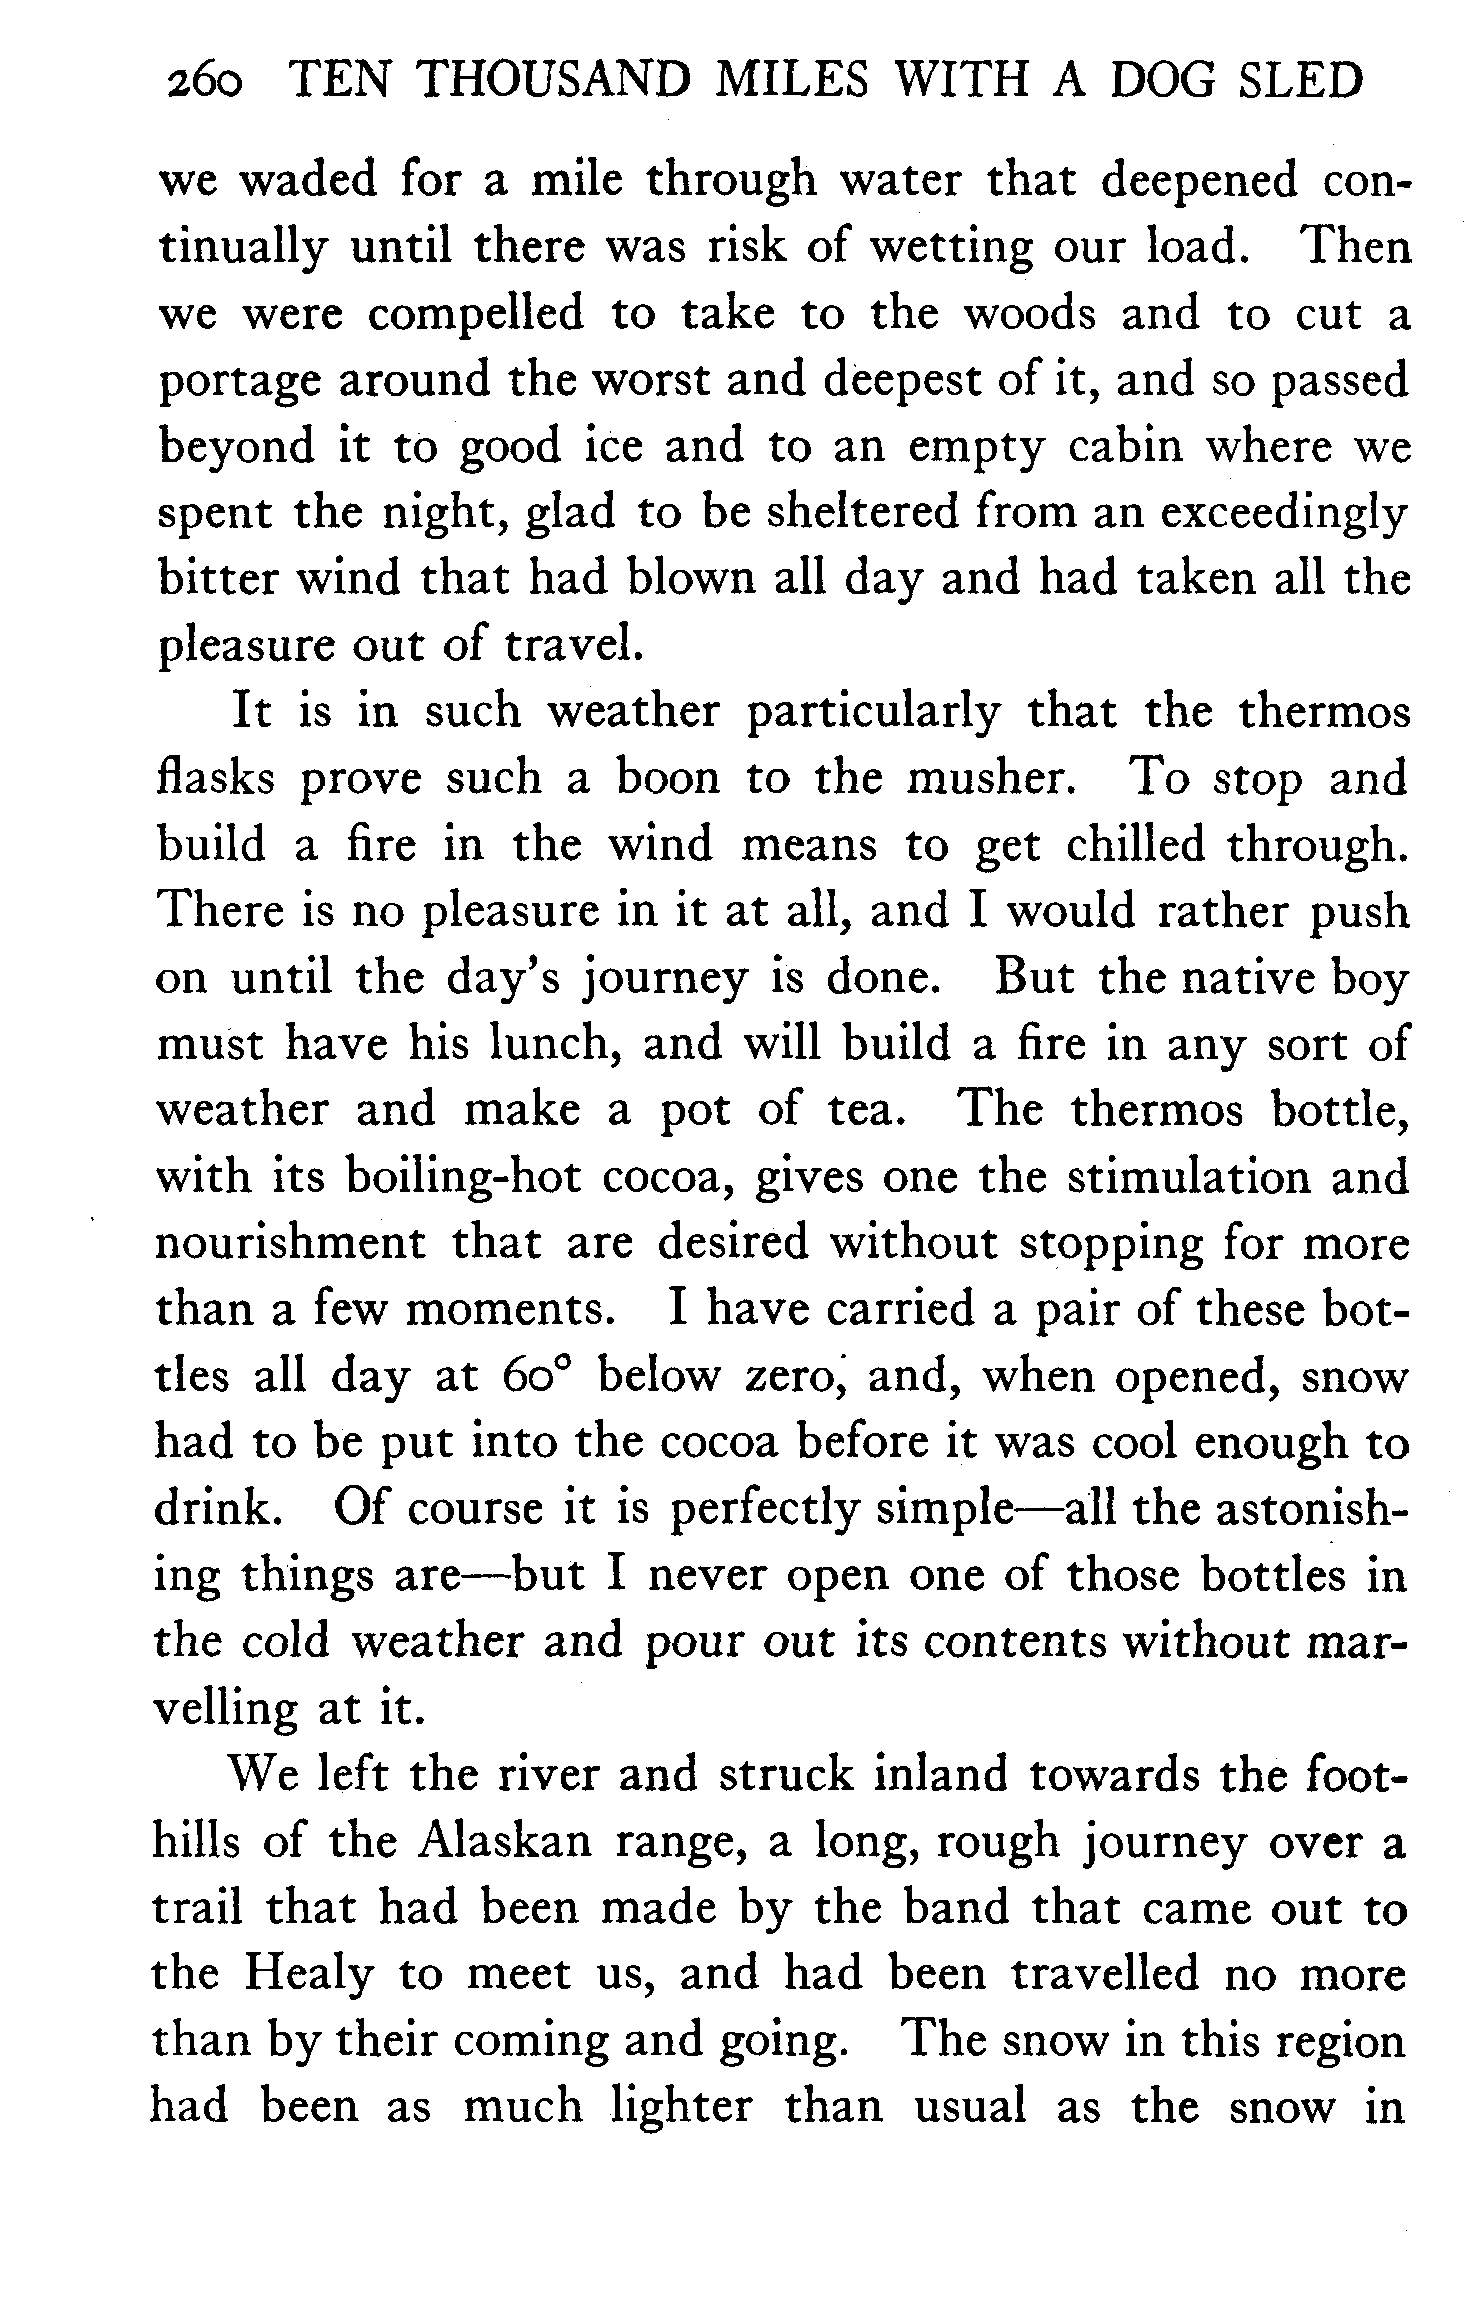 260 TEN THOUSAND MILES WITH A DOG SLED
we waded for a mile through water that deepened con-
tinually until there was risk of wetting our load. Then
we were compelled to take to the woods and to cut a
portage around the worst and deepest of it, and so passed
beyond it to good ice and to an empty cabin where we
spent the night, glad to be sheltered from an exceedingly
bitter wind that had blown all day and had taken all the
pleasure out of travel.
It is in such weather particularly that the thermos
flasks prove such a boon to the musher. To stop and
build a fire in the wind means to get chilled through.
There is no pleasure in it at all, and I would rather push
on until the day's journey is done. But the native boy
must have his lunch, and will build a fire in any sort of
weather and make a pot of tea. The thermos bottle,
with its boiling-hot cocoa, gives one the stimulation and
nourishment that are desired without stopping for more
than a few moments. I have carried a pair of these bot-
tles all day at 60° below zero, and, when opened, snow
had to be put into the cocoa before it was cool enough to
drink. Of course it is perfectly simple—all the astonish-
ing things are—but I never open one of those bottles in
the cold weather and pour out its contents without mar-
velling at it.
We left the river and struck inland towards the foot-
hills of the Alaskan range, a long, rough journey over a
trail that had been made by the band that came out to
the Healy to meet us, and had been travelled no more
than by their coming and going. The snow in this region
had been as much lighter than usual as the snow in